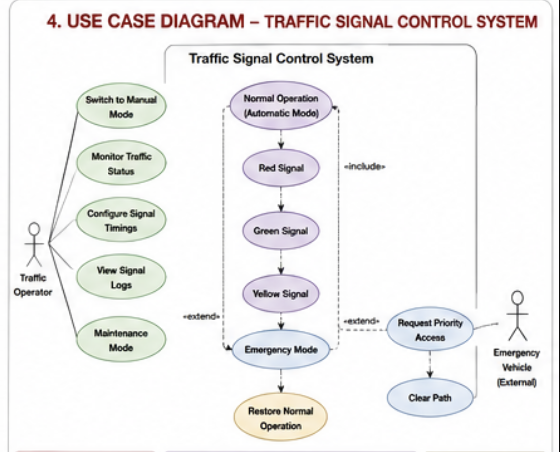 4. USE CASE DIAGRAM – TRAFFIC SIGNAL CONTROL SYSTEM
Traffic Signal Control System
Switch to Manual
Mode
Monitor Traffic
Status
Configure Signal
Timings
View Signal
Logs
Maintenance
Mode
Traffic
Operator
Normal Operation
(Automatic Mode)
Red Signal
Green Signal
Yellow Signal
Emergency Mode
Restore Normal
Operation
«include»
«extend»
«extend»
Request Priority
Access
Clear Path
Emergency
Vehicle
(External)